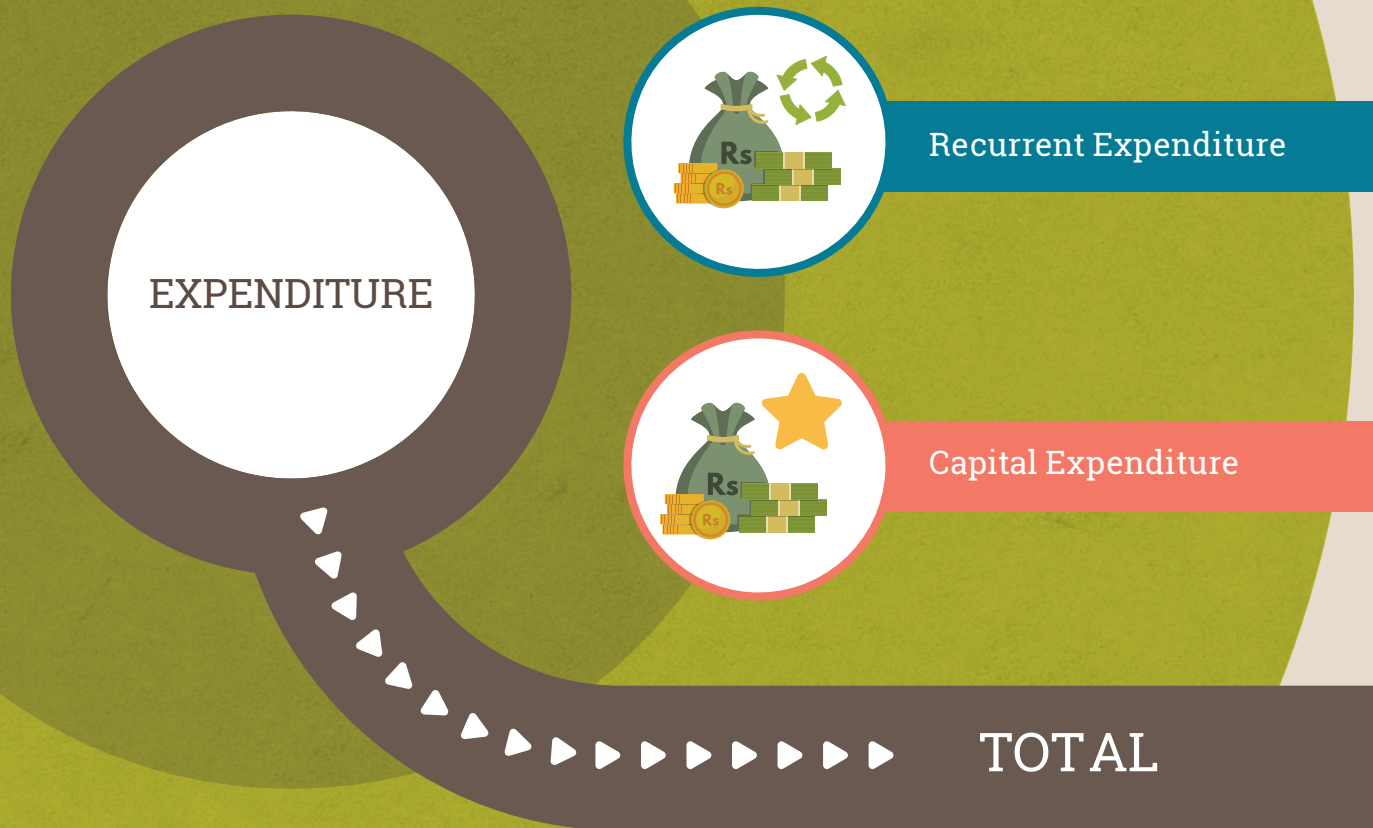 EXPENDITURE
Rs
Rs
Recurrent Expenditure
Rs
Rs
Capital Expenditure
TOTAL